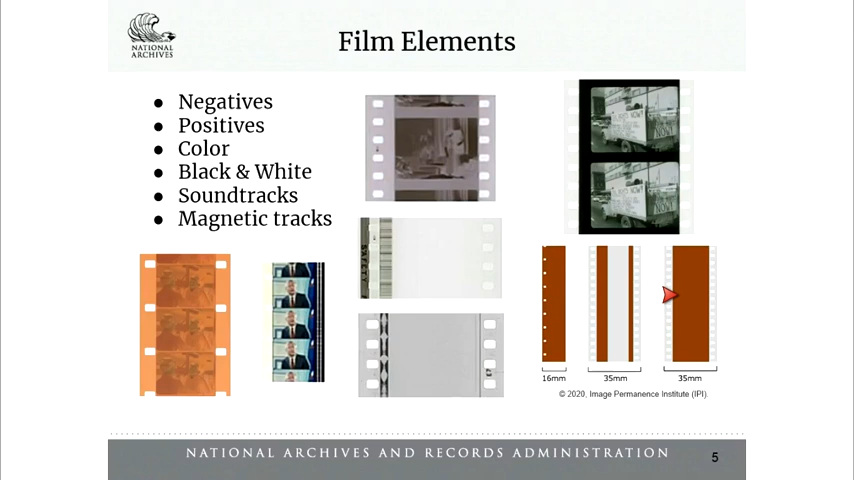 NATIONAL
ARCHIVES
Film Elements
● Negatives
● Positives
● Color
● Black & White
● Soundtracks
● Magnetic tracks
SAFETY
16mm
35mm
35mm
© 2020, Image Permanence Institute (IPI).
NATIONAL ARCHIVES AND RECORDS ADMINISTRATION
5